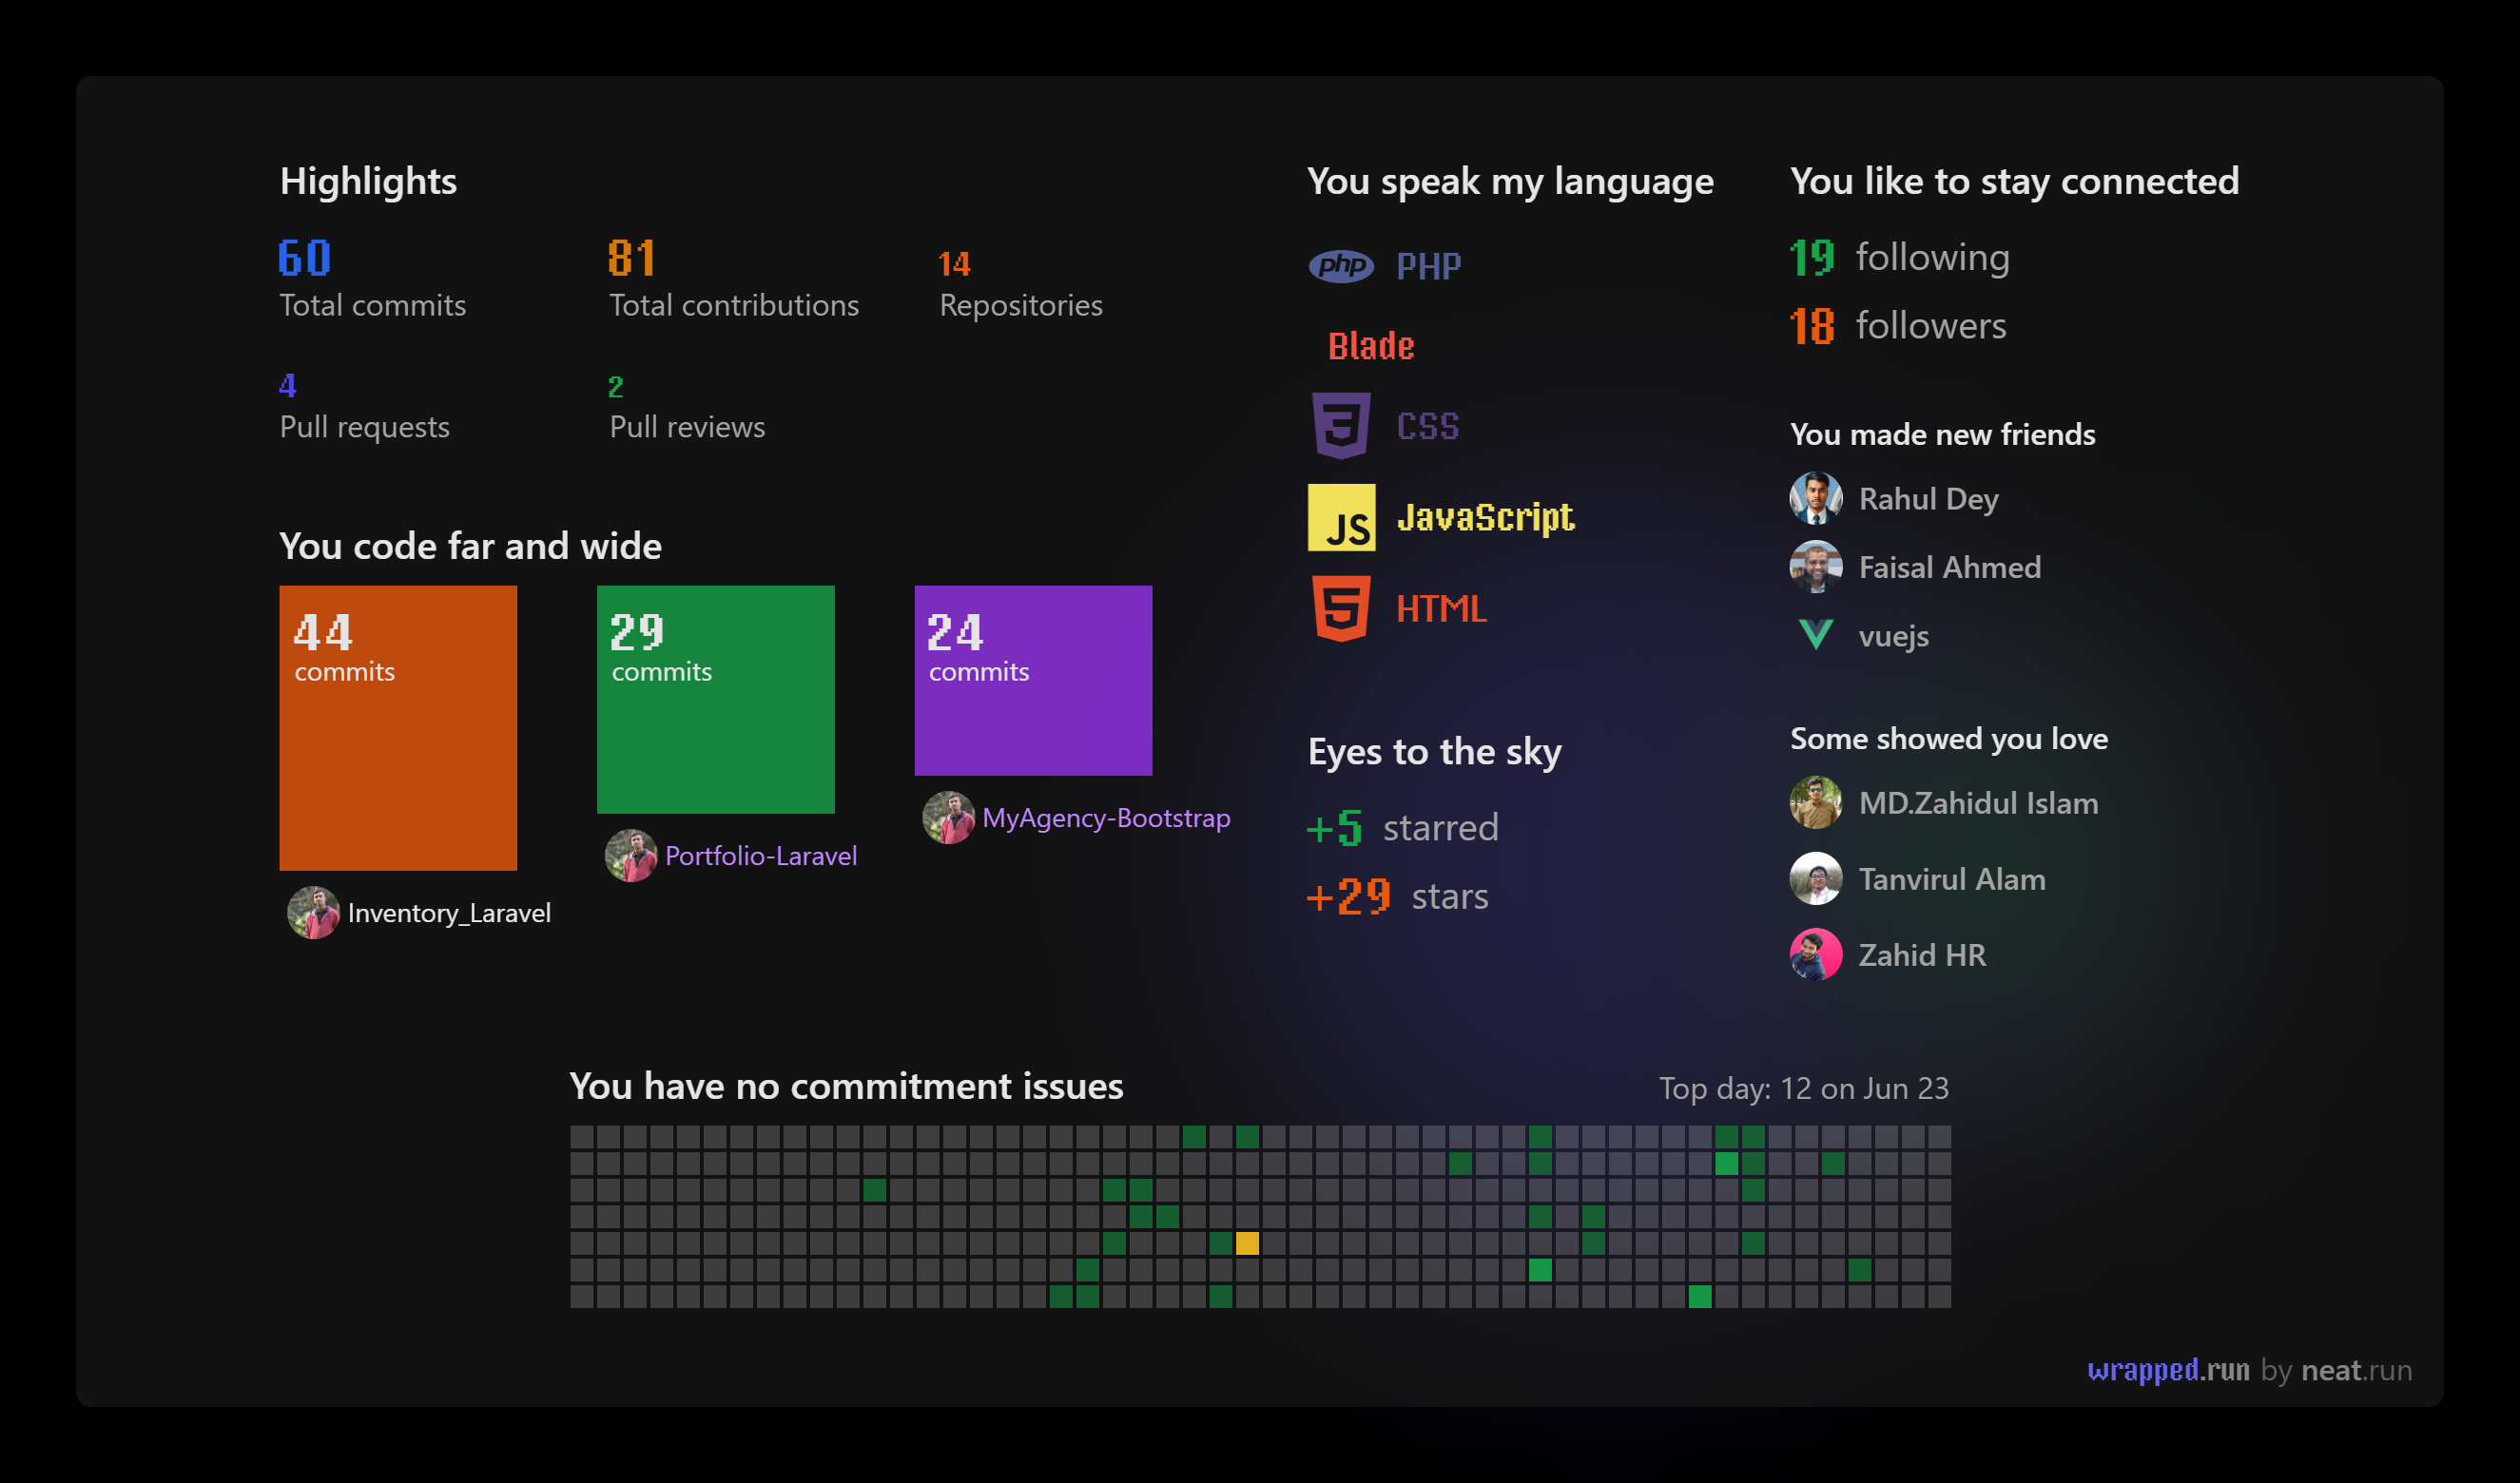 Highlights
60
Total commits
81
Total contributions
14
Repositories
4
Pull requests
2
Pull reviews
You code far and wide
44
commits
Inventory_Laravel
29
commits
Portfolio-Laravel
24
commits
MyAgency-Bootstrap
You speak my language
php PHP
Blade
3 CSS
JS JavaScript
5 HTML
Eyes to the sky
+5 starred
+29 stars
You like to stay connected
19 following
18 followers
You made new friends
Rahul Dey
Faisal Ahmed
vuejs
Some showed you love
MD.Zahidul Islam
Tanvirul Alam
Zahid HR
You have no commitment issues
Top day: 12 on Jun 23
wrapped.run by neat.run